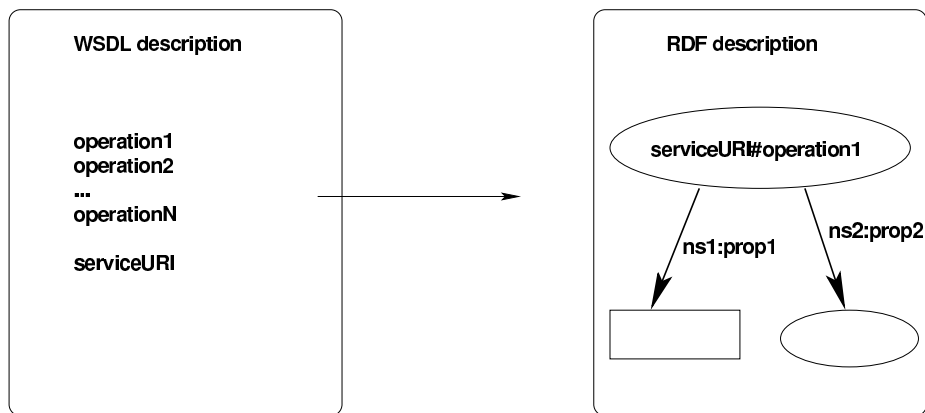 WSDL description
operation1
operation2
...
operationN
serviceURI
RDF description
serviceURI#operation1
ns1:prop1
ns2:prop2